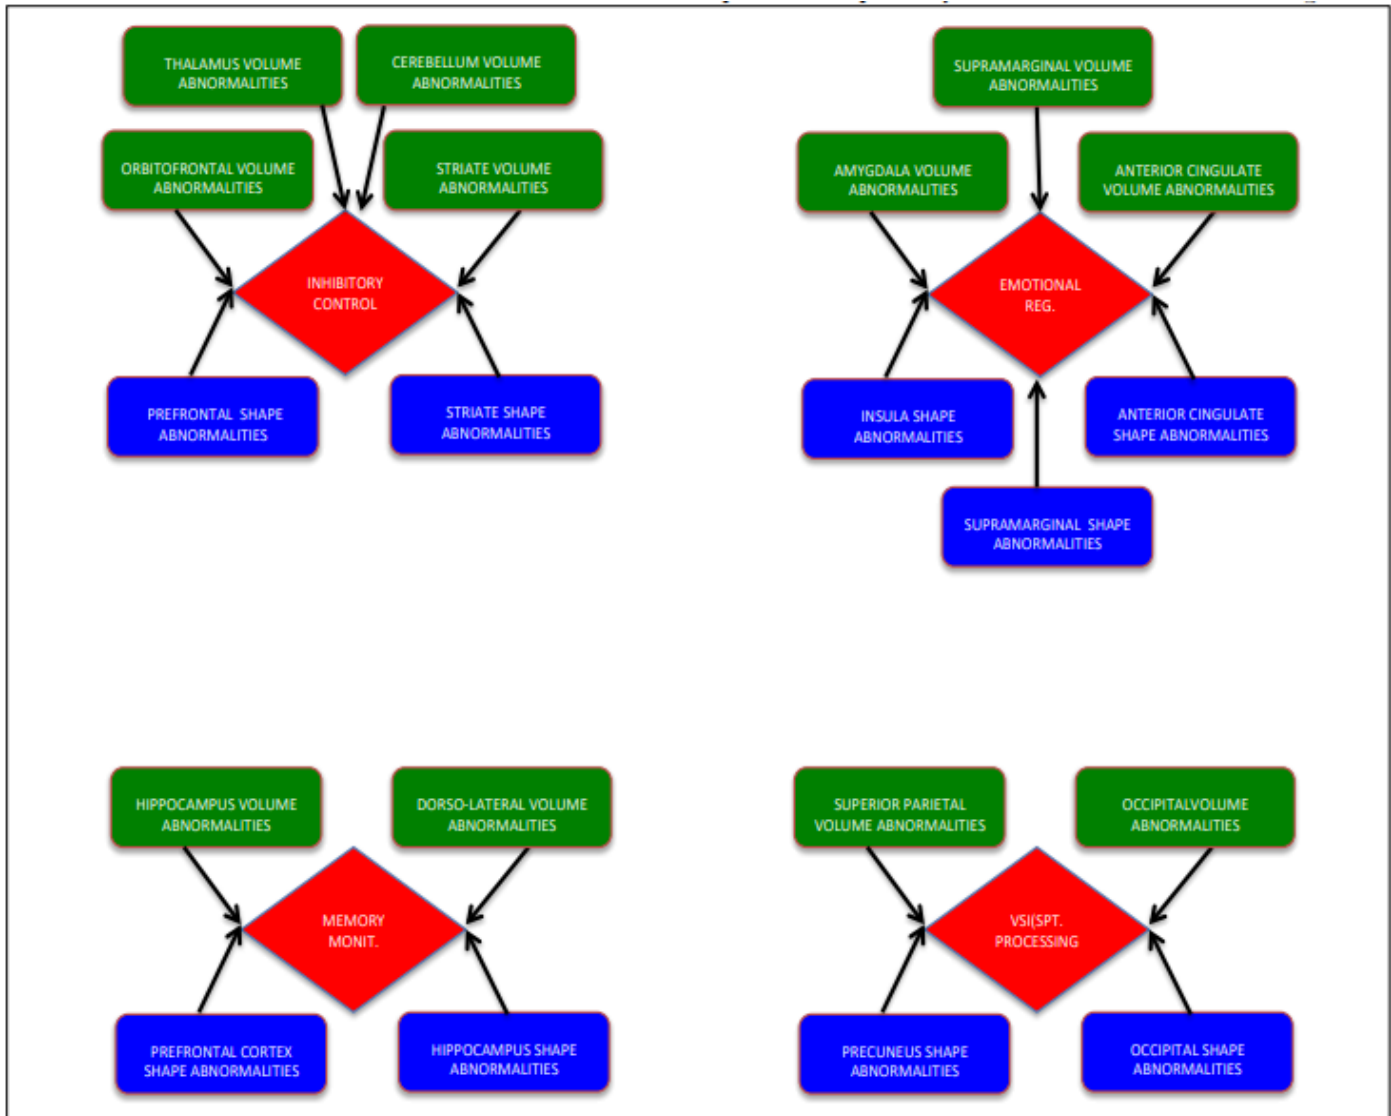 THALAMUS VOLUME
ABNORMALITIES
CEREBELLUM VOLUME
ABNORMALITIES
ORBITOFRONTAL VOLUME
ABNORMALITIES
STRIATE VOLUME
ABNORMALITIES
INHIBITORY
CONTROL
PREFRONTAL SHAPE
ABNORMALITIES
STRIATE SHAPE
ABNORMALITIES
SUPRAMARGINAL VOLUME
ABNORMALITIES
AMYGDALA VOLUME
ABNORMALITIES
ANTERIOR CINGULATE
VOLUME ABNORMALITIES
EMOTIONAL
REG.
INSULA SHAPE
ABNORMALITIES
ANTERIOR CINGULATE
SHAPE ABNORMALITIES
SUPRAMARGINAL SHAPE
ABNORMALITIES
HIPPOCAMPUS VOLUME
ABNORMALITIES
DORSO-LATERAL VOLUME
ABNORMALITIES
MEMORY
MONIT.
PREFRONTAL CORTEX
SHAPE ABNORMALITIES
HIPPOCAMPUS SHAPE
ABNORMALITIES
SUPERIOR PARIETAL
VOLUME ABNORMALITIES
OCCIPITALVOLUME
ABNORMALITIES
VSI(SPT.
PROCESSING
PRECUNEUS SHAPE
ABNORMALITIES
OCCIPITAL SHAPE
ABNORMALITIES